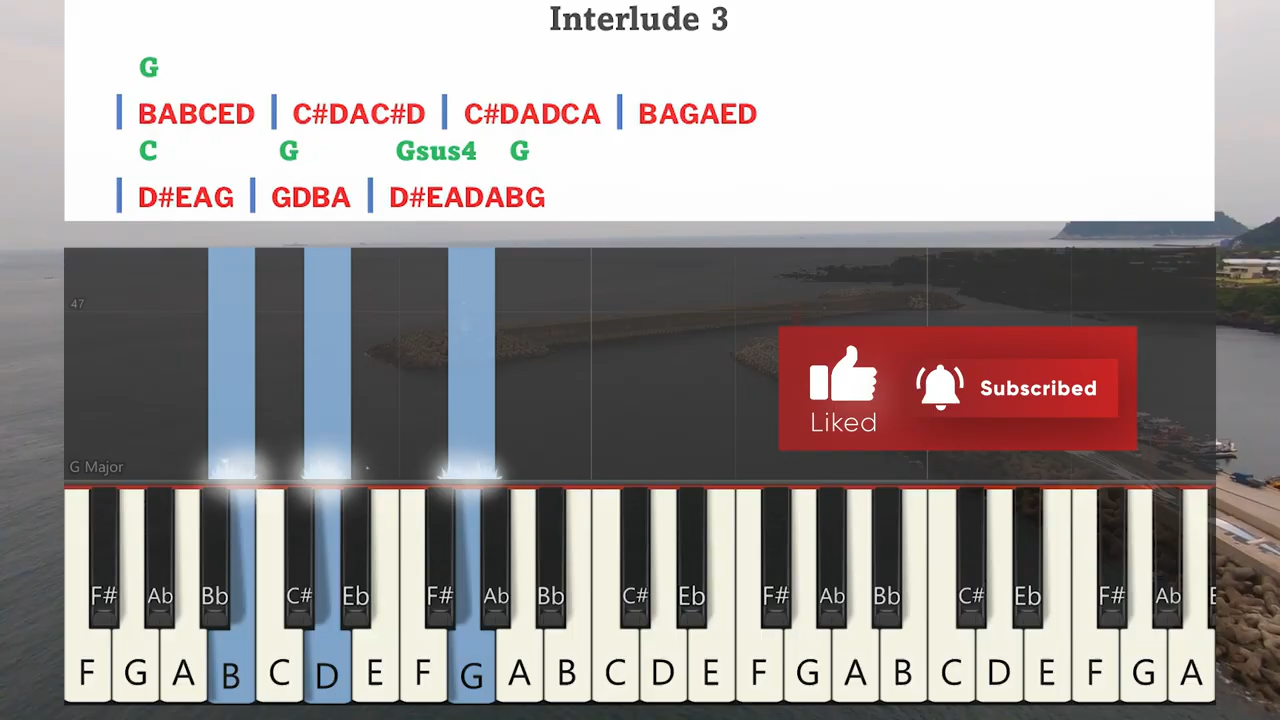 Interlude 3
G
| BABCED | C#DAC#D | C#DADCA | BAGAED
C G Gsus4 G
| D#EAG | GDBA | D#EADABG
47
Liked
Subscribed
G Major
F# Ab Bb C# Eb F# Ab Bb C# Eb F# Ab Bb C# Eb F# Ab
F G A B C D E F G A B C D E F G A B C D E F G A